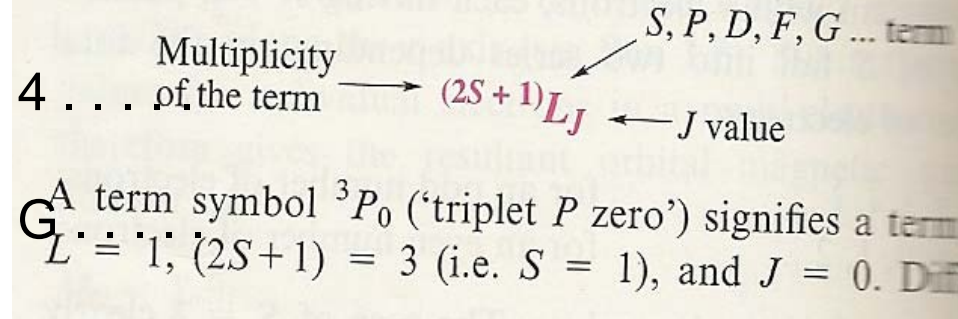 S, P, D, F, G ... term
Multiplicity
4 . . . . . of the term
(2S + 1)L_J
J value
A term symbol ³P₀ (‘triplet P zero’) signifies a term
G . . . . . .
L = 1, (2S + 1) = 3 (i.e. S = 1), and J = 0.